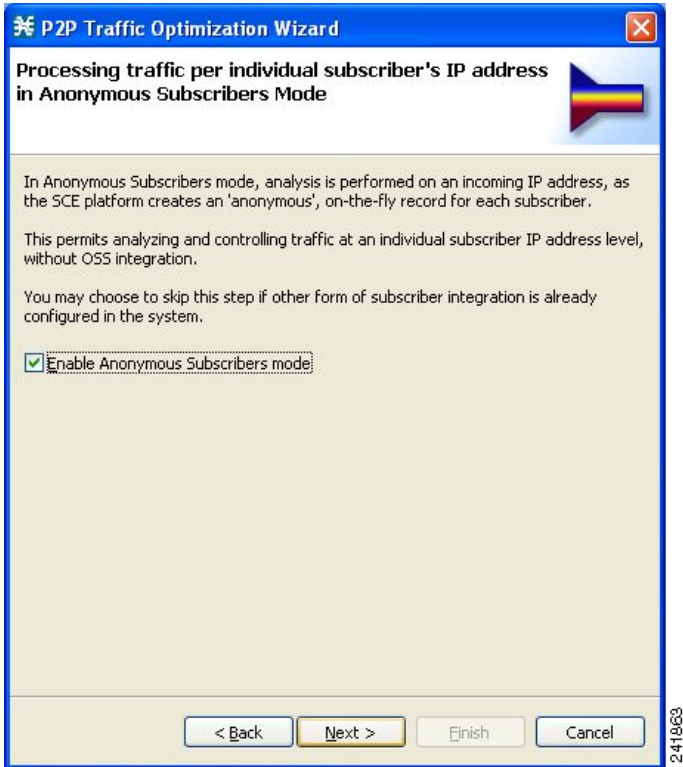 P2P Traffic Optimization Wizard
Processing traffic per individual subscriber's IP address
in Anonymous Subscribers Mode
In Anonymous Subscribers mode, analysis is performed on an incoming IP address, as
the SCE platform creates an 'anonymous', on-the-fly record for each subscriber.
This permits analyzing and controlling traffic at an individual subscriber IP address level,
without OSS integration.
You may choose to skip this step if other form of subscriber integration is already
configured in the system.
Enable Anonymous Subscribers mode
< Back
Next >
Finish
Cancel
241863